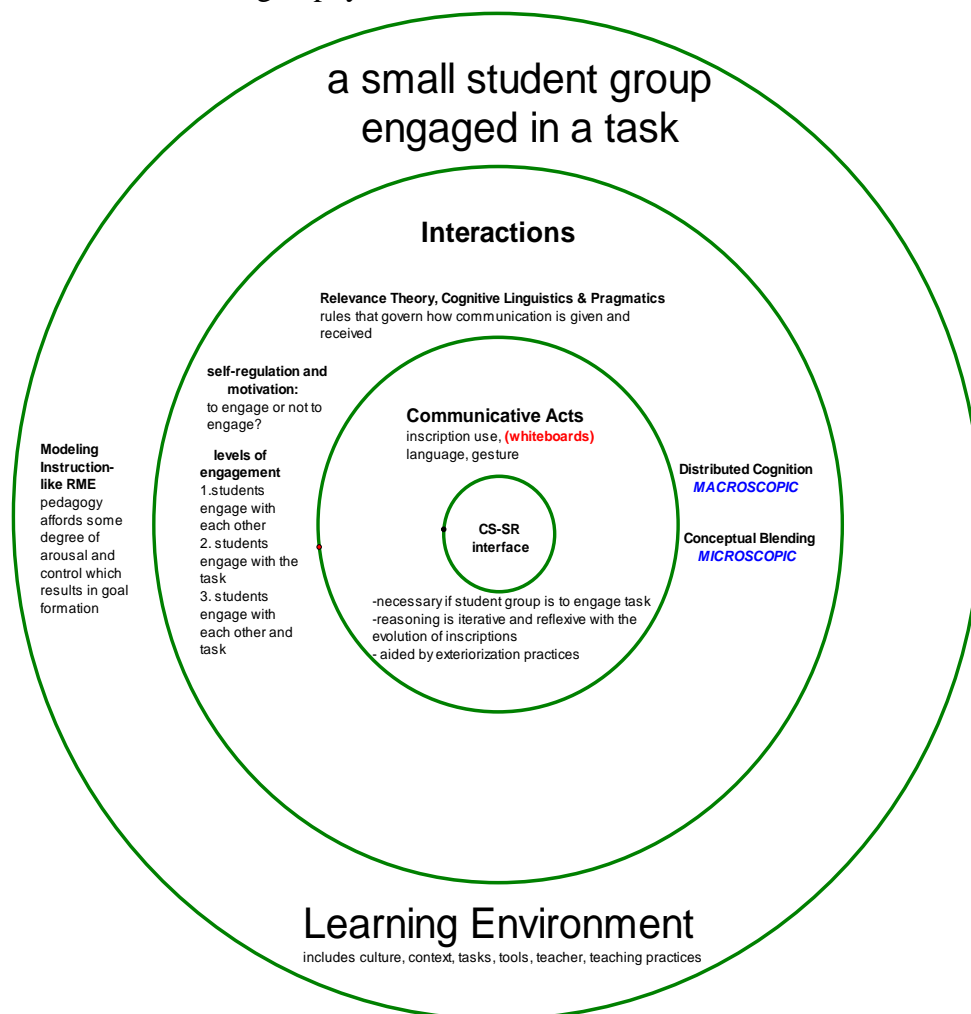 a small student group
engaged in a task
Interactions
Relevance Theory, Cognitive Linguistics & Pragmatics
rules that govern how communication is given and
received
self-regulation and
motivation:
to engage or not to
engage?
levels of
engagement
1.students
engage with
each other
2. students
engage with the
task
3. students
engage with
each other and
task
Modeling
Instruction-
like RME
pedagogy
affords some
degree of
arousal and
control which
results in goal
formation
Communicative Acts
inscription use, (whiteboards)
language, gesture
CS-SR
interface
-necessary if student group is to engage task
-reasoning is iterative and reflexive with the
evolution of inscriptions
- aided by exteriorization practices
Distributed Cognition
MACROSCOPIC
Conceptual Blending
MICROSCOPIC
Learning Environment
includes culture, context, tasks, tools, teacher, teaching practices